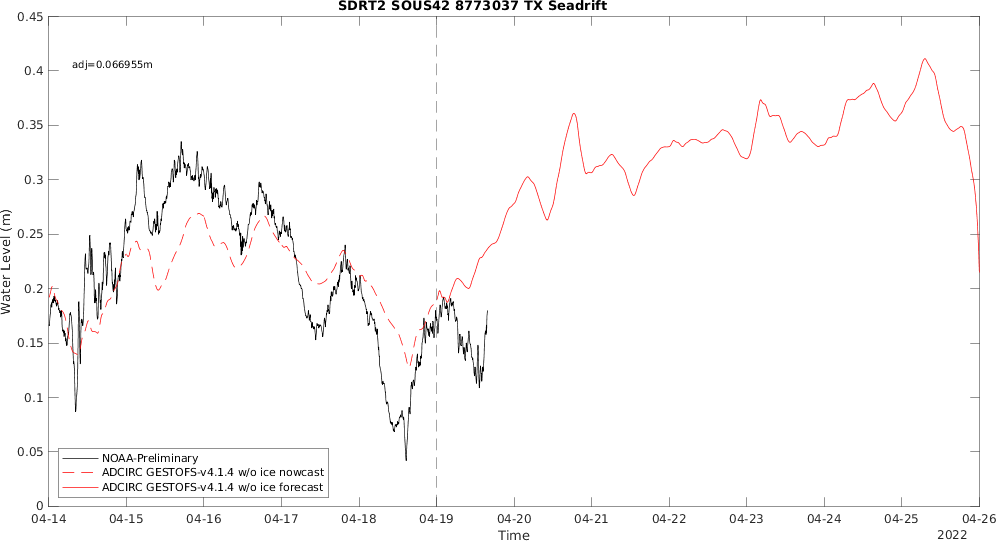 SDRT2 SOUS42 8773037 TX Seadrift
adj=0.066955m
Water Level (m)
0.45
0.4
0.35
0.3
0.25
0.2
0.15
0.1
0.05
0
NOAA-Preliminary
ADCIRC GESTOFS-v4.1.4 w/o ice nowcast
ADCIRC GESTOFS-v4.1.4 w/o ice forecast
04-14 04-15 04-16 04-17 04-18 04-19 04-20 04-21 04-22 04-23 04-24 04-25 04-26
Time
2022